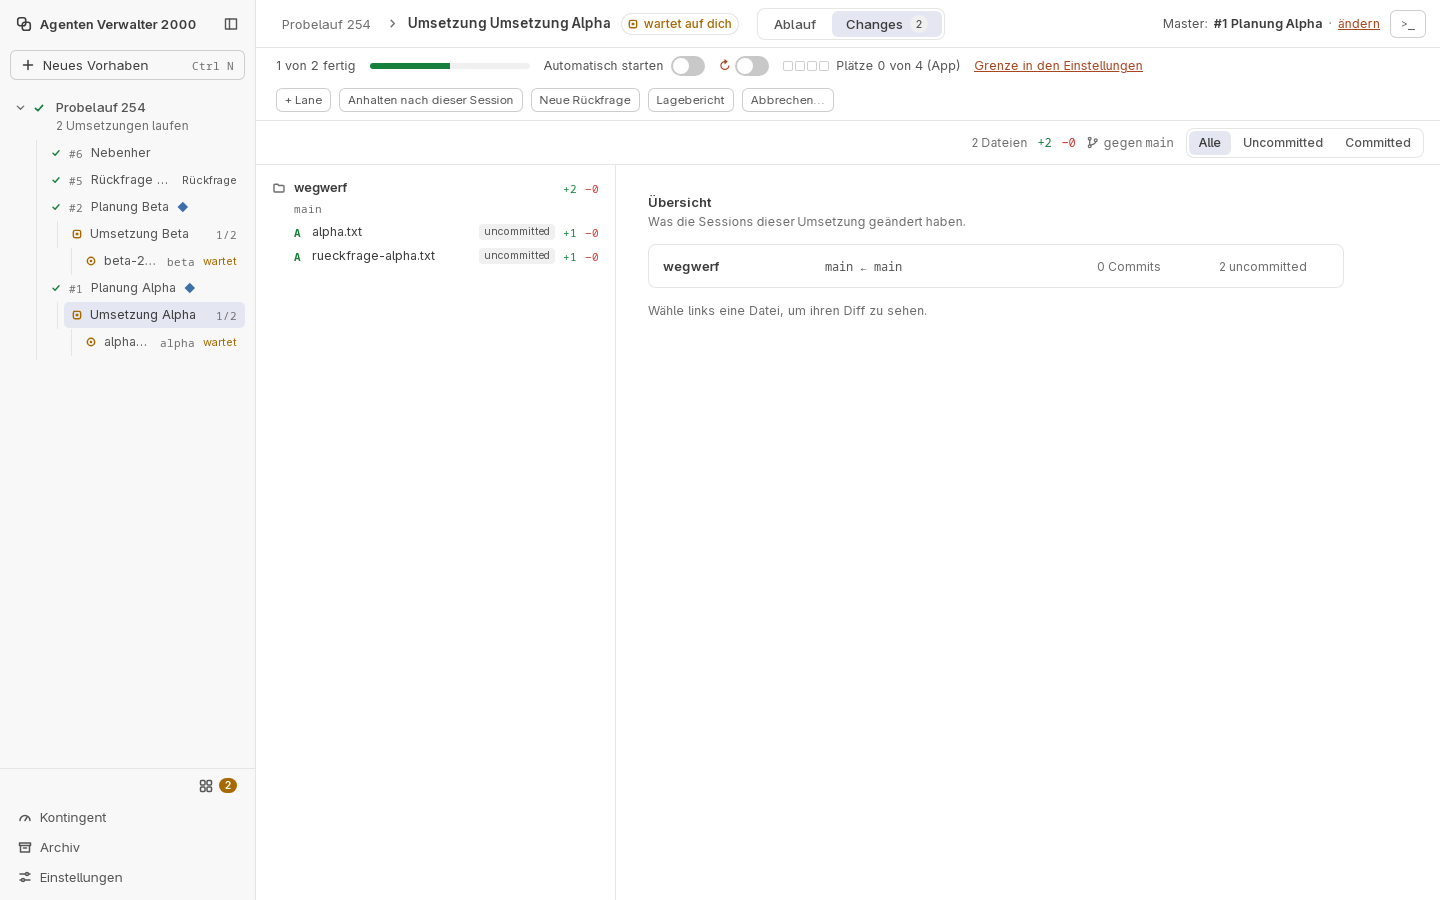 Agenten Verwalter 2000
Neues Vorhaben Ctrl N
Probelauf 254
2 Umsetzungen laufen
#6 Nebenher
#5 Rückfrage ... Rückfrage
#2 Planung Beta
Umsetzung Beta 1/2
beta-2... beta wartet
#1 Planung Alpha
Umsetzung Alpha 1/2
alpha... alpha wartet
2
Kontingent
Archiv
Einstellungen
Probelauf 254 > Umsetzung Umsetzung Alpha wartet auf dich Ablauf Changes 2 Master: #1 Planung Alpha · ändern >_
1 von 2 fertig Automatisch starten ↻ Plätze 0 von 4 (App) Grenze in den Einstellungen
+ Lane Anhalten nach dieser Session Neue Rückfrage Lagebericht Abbrechen...
2 Dateien +2 −0 gegen main Alle Uncommitted Committed
wegwerf +2 −0
main
A alpha.txt uncommitted +1 −0
A rueckfrage-alpha.txt uncommitted +1 −0
Übersicht
Was die Sessions dieser Umsetzung geändert haben.
wegwerf main ← main 0 Commits 2 uncommitted
Wähle links eine Datei, um ihren Diff zu sehen.